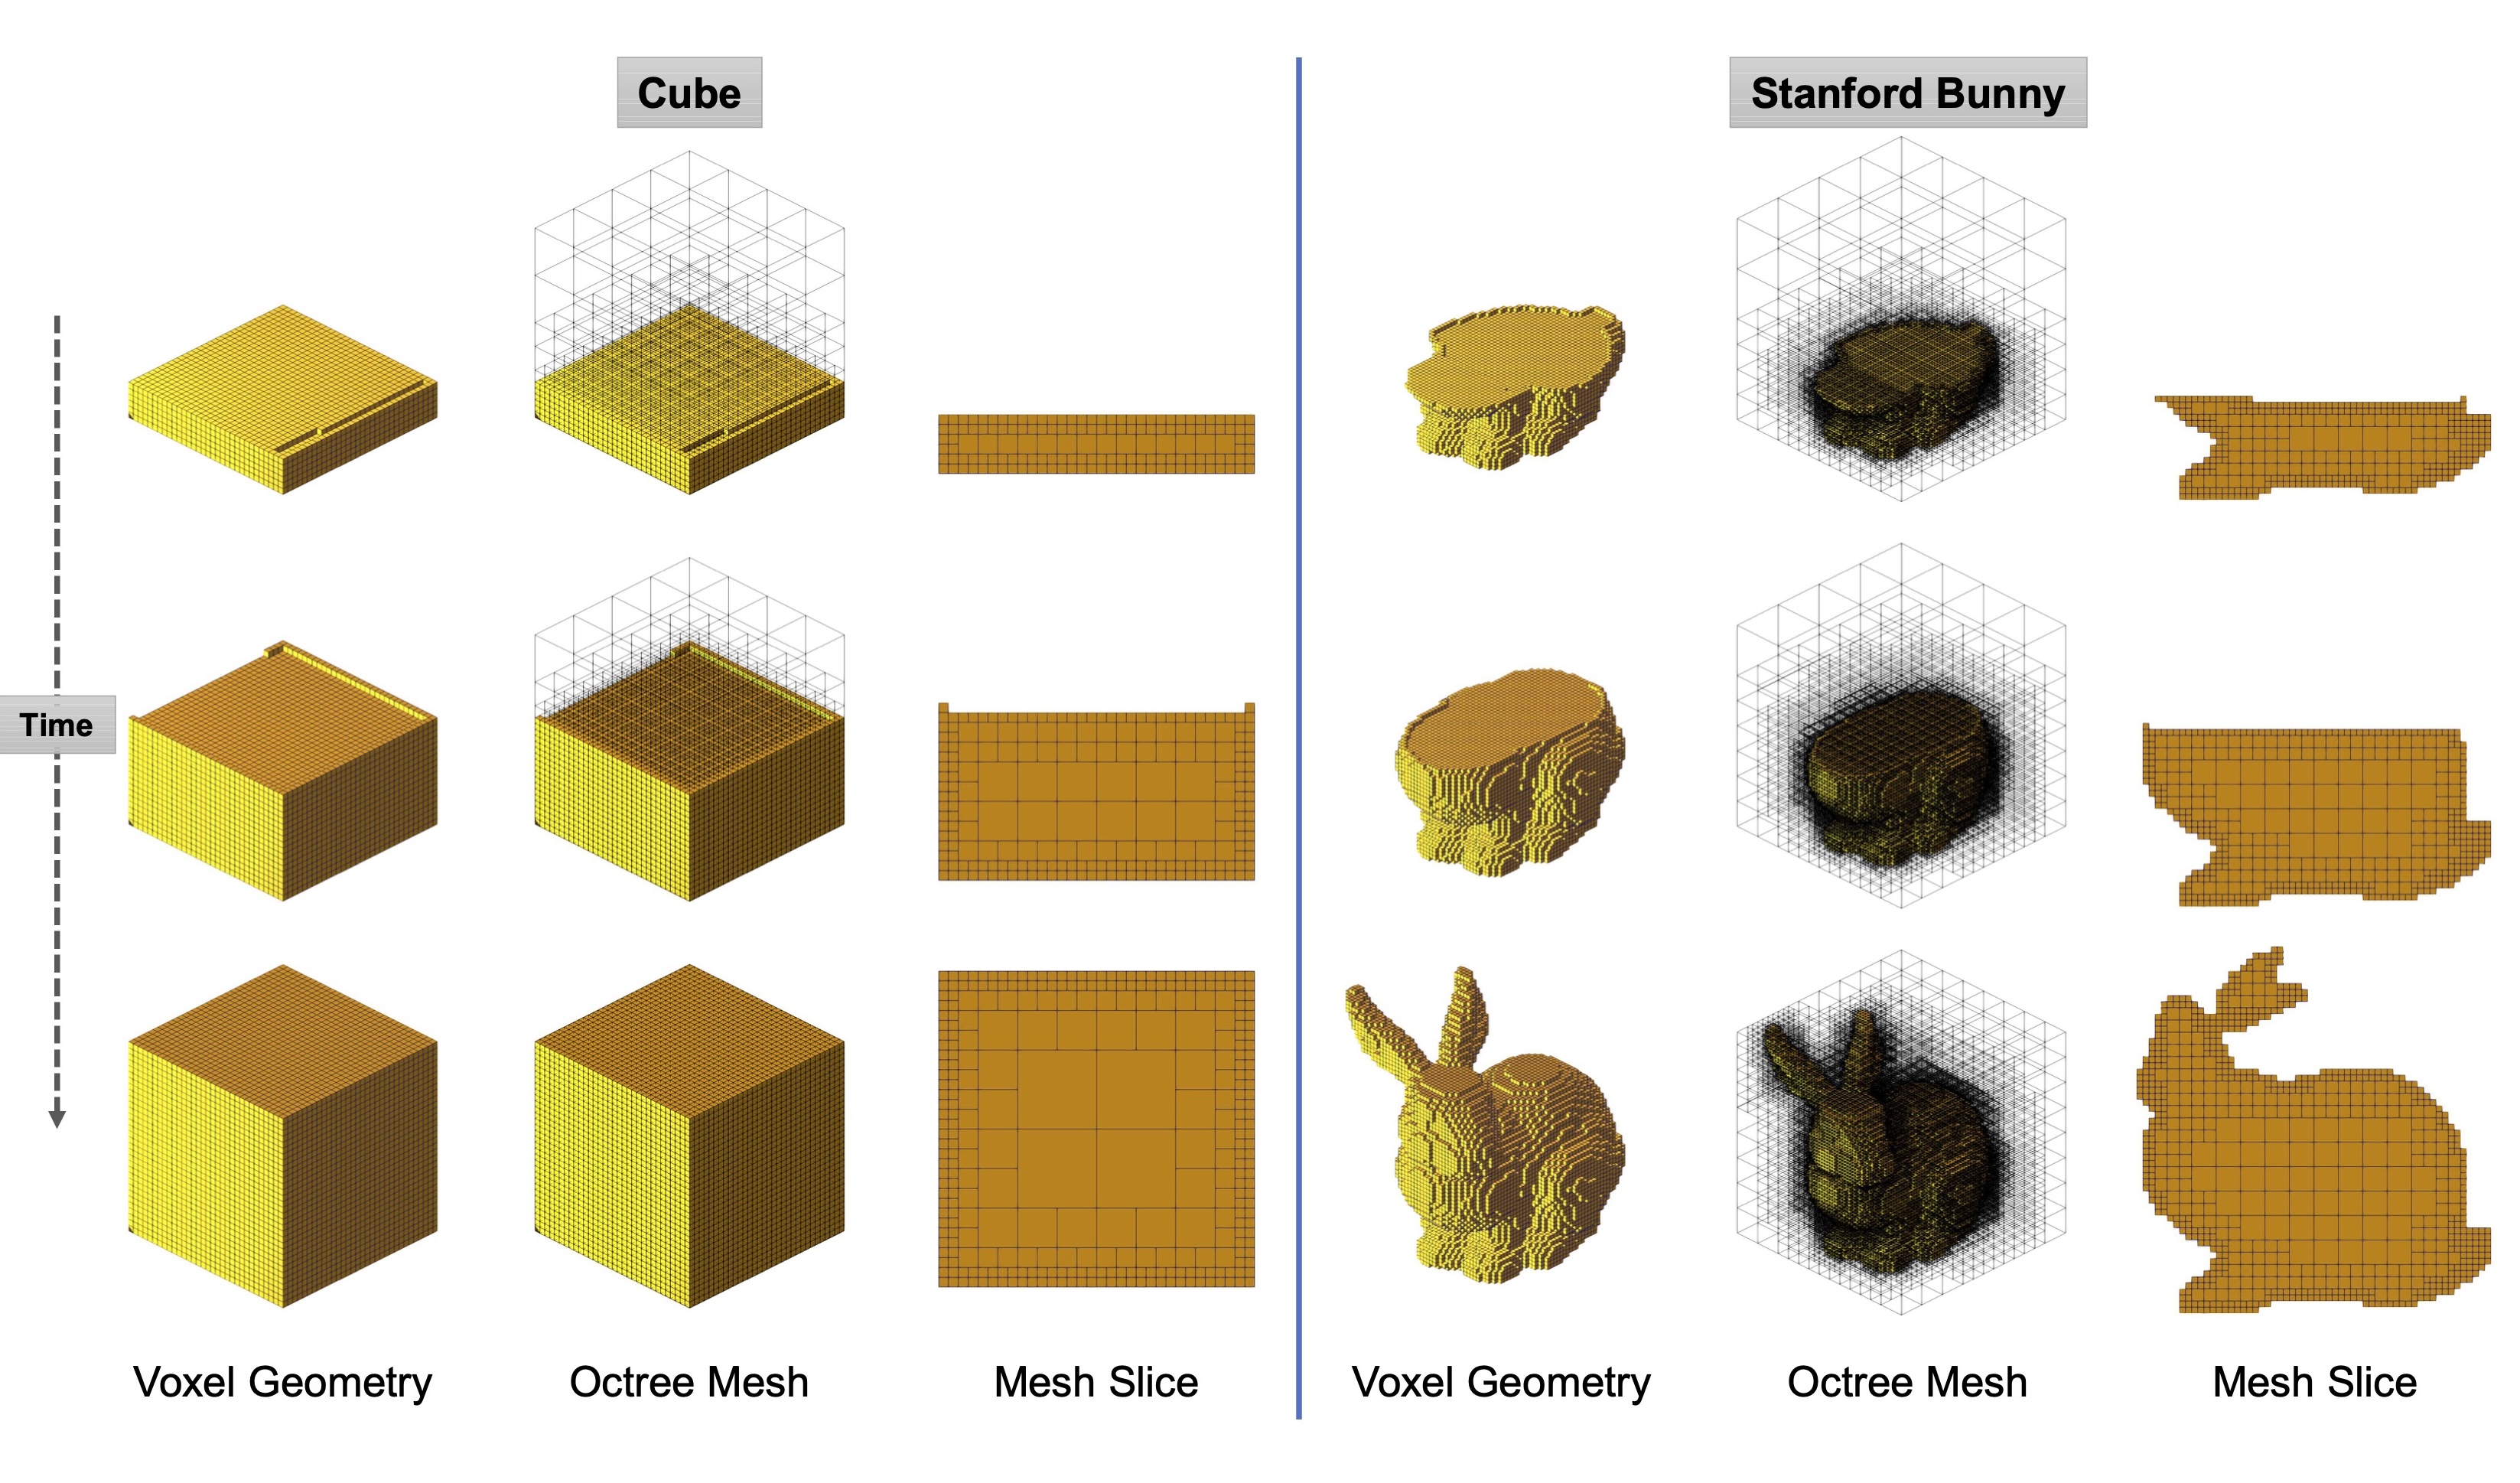 Cube
Stanford Bunny
Time
Voxel Geometry
Octree Mesh
Mesh Slice
Voxel Geometry
Octree Mesh
Mesh Slice